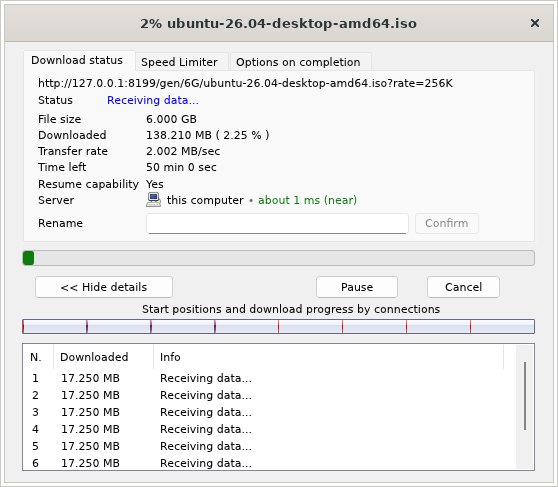 2% ubuntu-26.04-desktop-amd64.iso
Download status Speed Limiter Options on completion
http://127.0.0.1:8199/gen/6G/ubuntu-26.04-desktop-amd64.iso?rate=256K
Status Receiving data...
File size 6.000 GB
Downloaded 138.210 MB ( 2.25 % )
Transfer rate 2.002 MB/sec
Time left 50 min 0 sec
Resume capability Yes
Server this computer • about 1 ms (near)
Rename Confirm
<< Hide details Pause Cancel
Start positions and download progress by connections
N. Downloaded Info
1 17.250 MB Receiving data...
2 17.250 MB Receiving data...
3 17.250 MB Receiving data...
4 17.250 MB Receiving data...
5 17.250 MB Receiving data...
6 17.250 MB Receiving data...